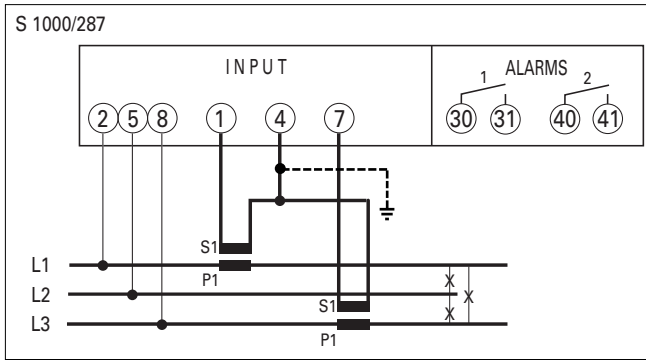 S 1000/287
INPUT
ALARMS
1 2
2 5 8 1 4 7 30 31 40 41
S1
L1
P1
X
L2
X
S1
X
L3
P1